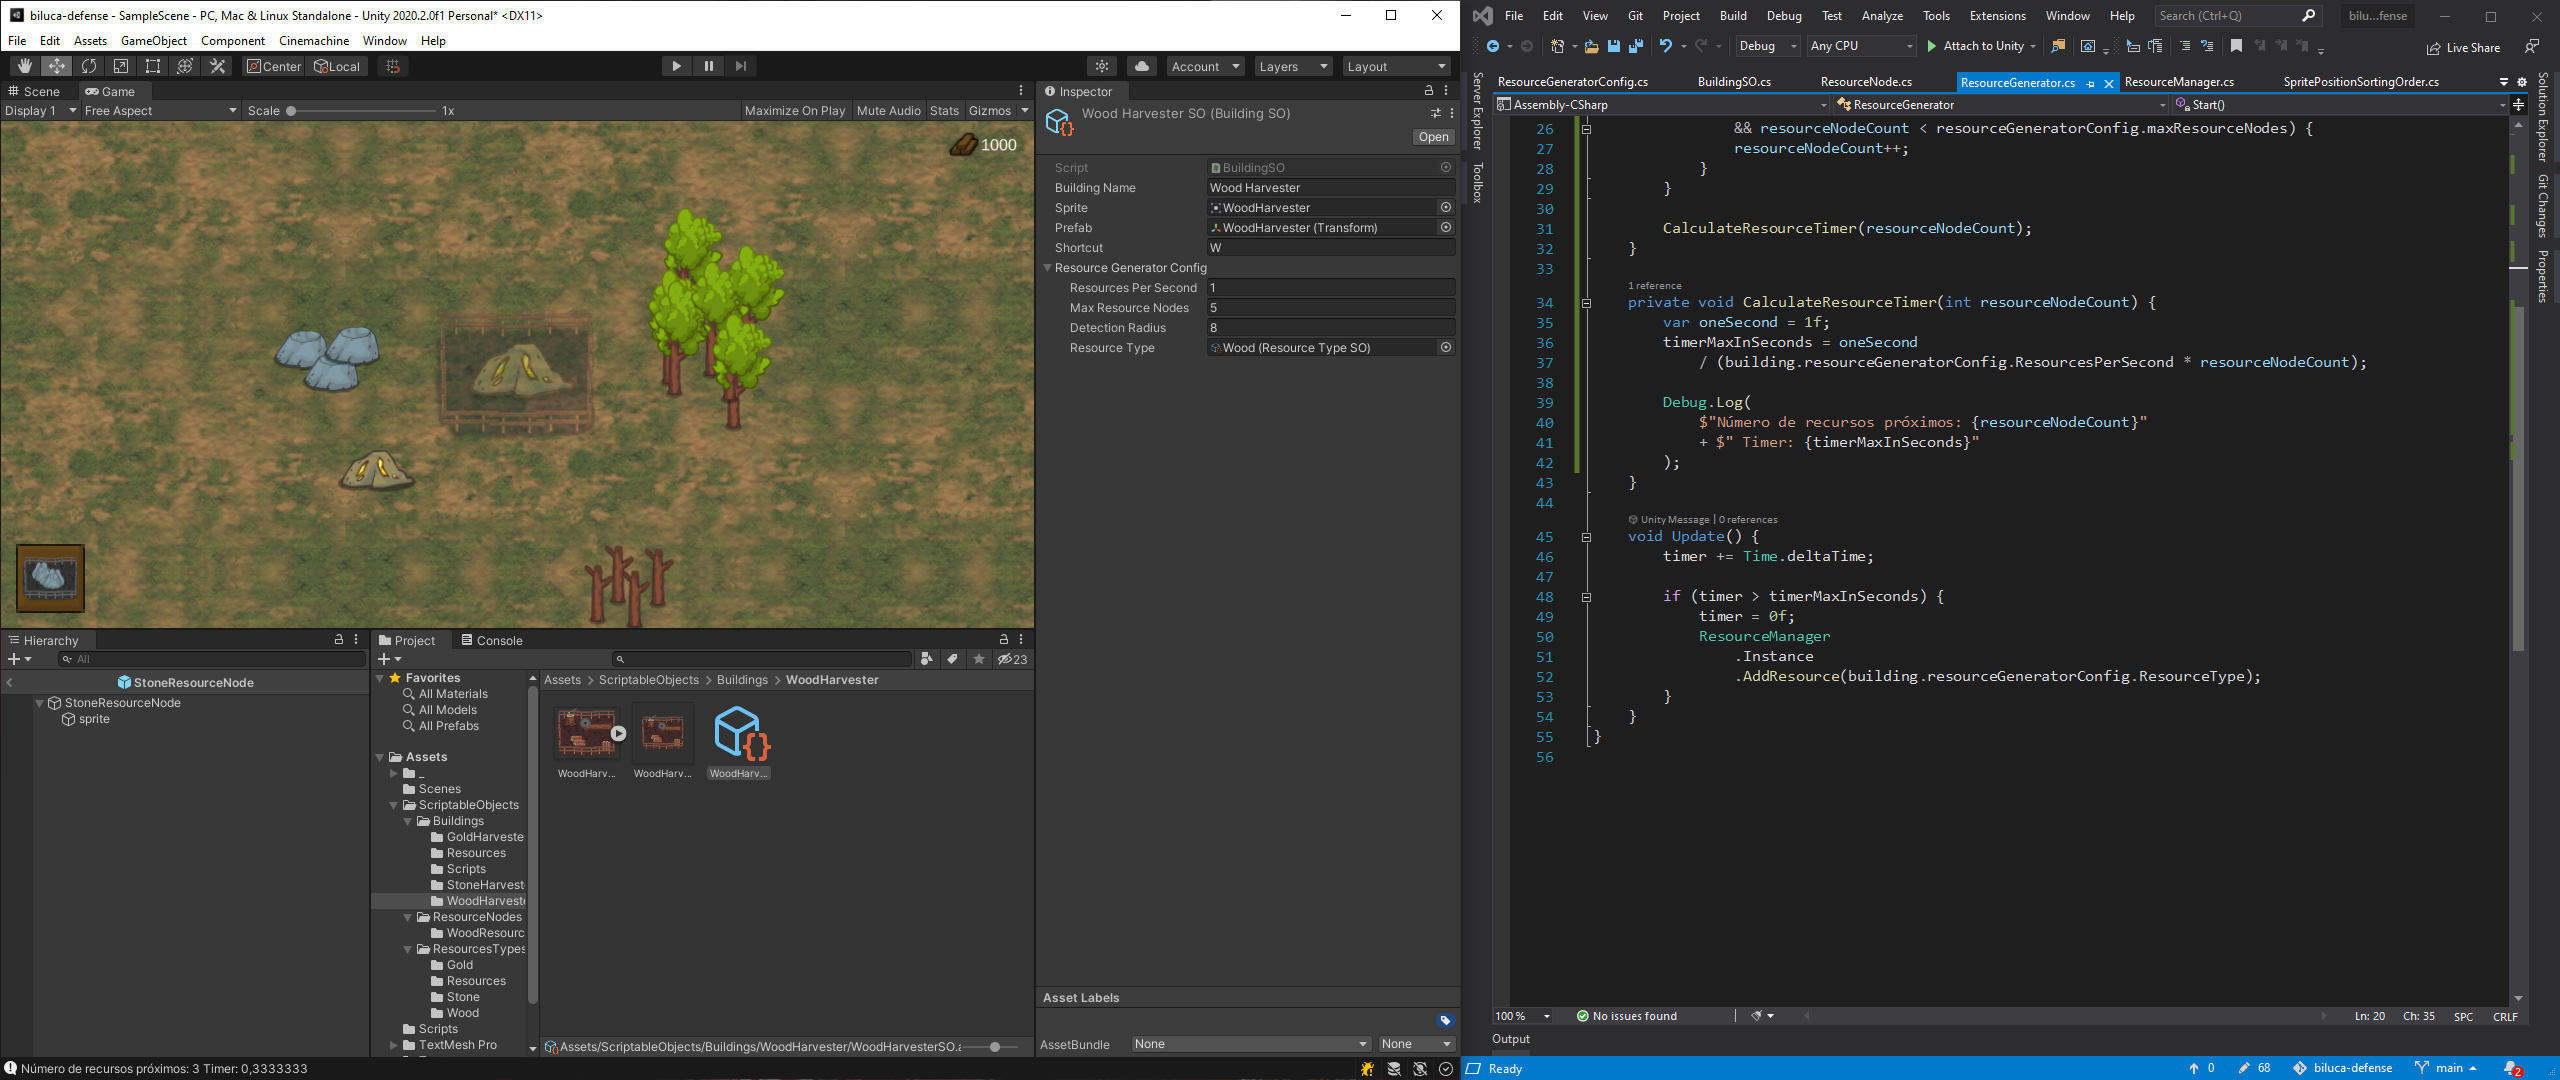 biluca-defense - SampleScene - PC, Mac & Linux Standalone - Unity 2020.2.0f1 Personal* <DX11>
File Edit Assets GameObject Component Cinemachine Window Help
Center Local
Account Layers Layout
Scene Game
Display 1 Free Aspect Scale 1x Maximize On Play Mute Audio Stats Gizmos
1000
Inspector
Wood Harvester SO (Building SO)
Open
Script BuildingSO
Building Name Wood Harvester
Sprite WoodHarvester
Prefab WoodHarvester (Transform)
Shortcut W
Resource Generator Config
Resources Per Second 1
Max Resource Nodes 5
Detection Radius 8
Resource Type Wood (Resource Type SO)
Asset Labels
AssetBundle None None
Hierarchy
All
StoneResourceNode
StoneResourceNode
sprite
Project Console
23
Favorites
All Materials
All Models
All Prefabs
Assets
_
Scenes
ScriptableObjects
Buildings
GoldHarveste
Resources
Scripts
StoneHarvest
WoodHarveste
ResourceNodes
WoodResourc
ResourcesTypes
Gold
Resources
Stone
Wood
Scripts
TextMesh Pro
Assets > ScriptableObjects > Buildings > WoodHarvester
WoodHarv... WoodHarv... WoodHarv...
Assets/ScriptableObjects/Buildings/WoodHarvester/WoodHarvesterSO.a
Número de recursos próximos: 3 Timer: 0,3333333
File Edit View Git Project Build Debug Test Analyze Tools Extensions Window Help Search (Ctrl+Q) bilu...fense
Debug Any CPU Attach to Unity Live Share
Server Explorer
Toolbox
ResourceGeneratorConfig.cs BuildingSO.cs ResourceNode.cs ResourceGenerator.cs ResourceManager.cs SpritePositionSortingOrder.cs
Assembly-CSharp ResourceGenerator Start()
26 && resourceNodeCount < resourceGeneratorConfig.maxResourceNodes) {
27 resourceNodeCount++;
28 }
29 }
30
31 CalculateResourceTimer(resourceNodeCount);
32 }
33
1 reference
34 private void CalculateResourceTimer(int resourceNodeCount) {
35 var oneSecond = 1f;
36 timerMaxInSeconds = oneSecond
37 / (building.resourceGeneratorConfig.ResourcesPerSecond * resourceNodeCount);
38
39 Debug.Log(
40 $"Número de recursos próximos: {resourceNodeCount}"
41 + $" Timer: {timerMaxInSeconds}"
42 );
43 }
44
Unity Message | 0 references
45 void Update() {
46 timer += Time.deltaTime;
47
48 if (timer > timerMaxInSeconds) {
49 timer = 0f;
50 ResourceManager
51 .Instance
52 .AddResource(building.resourceGeneratorConfig.ResourceType);
53 }
54 }
55 }
56
Solution Explorer
Git Changes
Properties
100 % No issues found Ln: 20 Ch: 35 SPC CRLF
Output
Ready 0 68 biluca-defense main 2